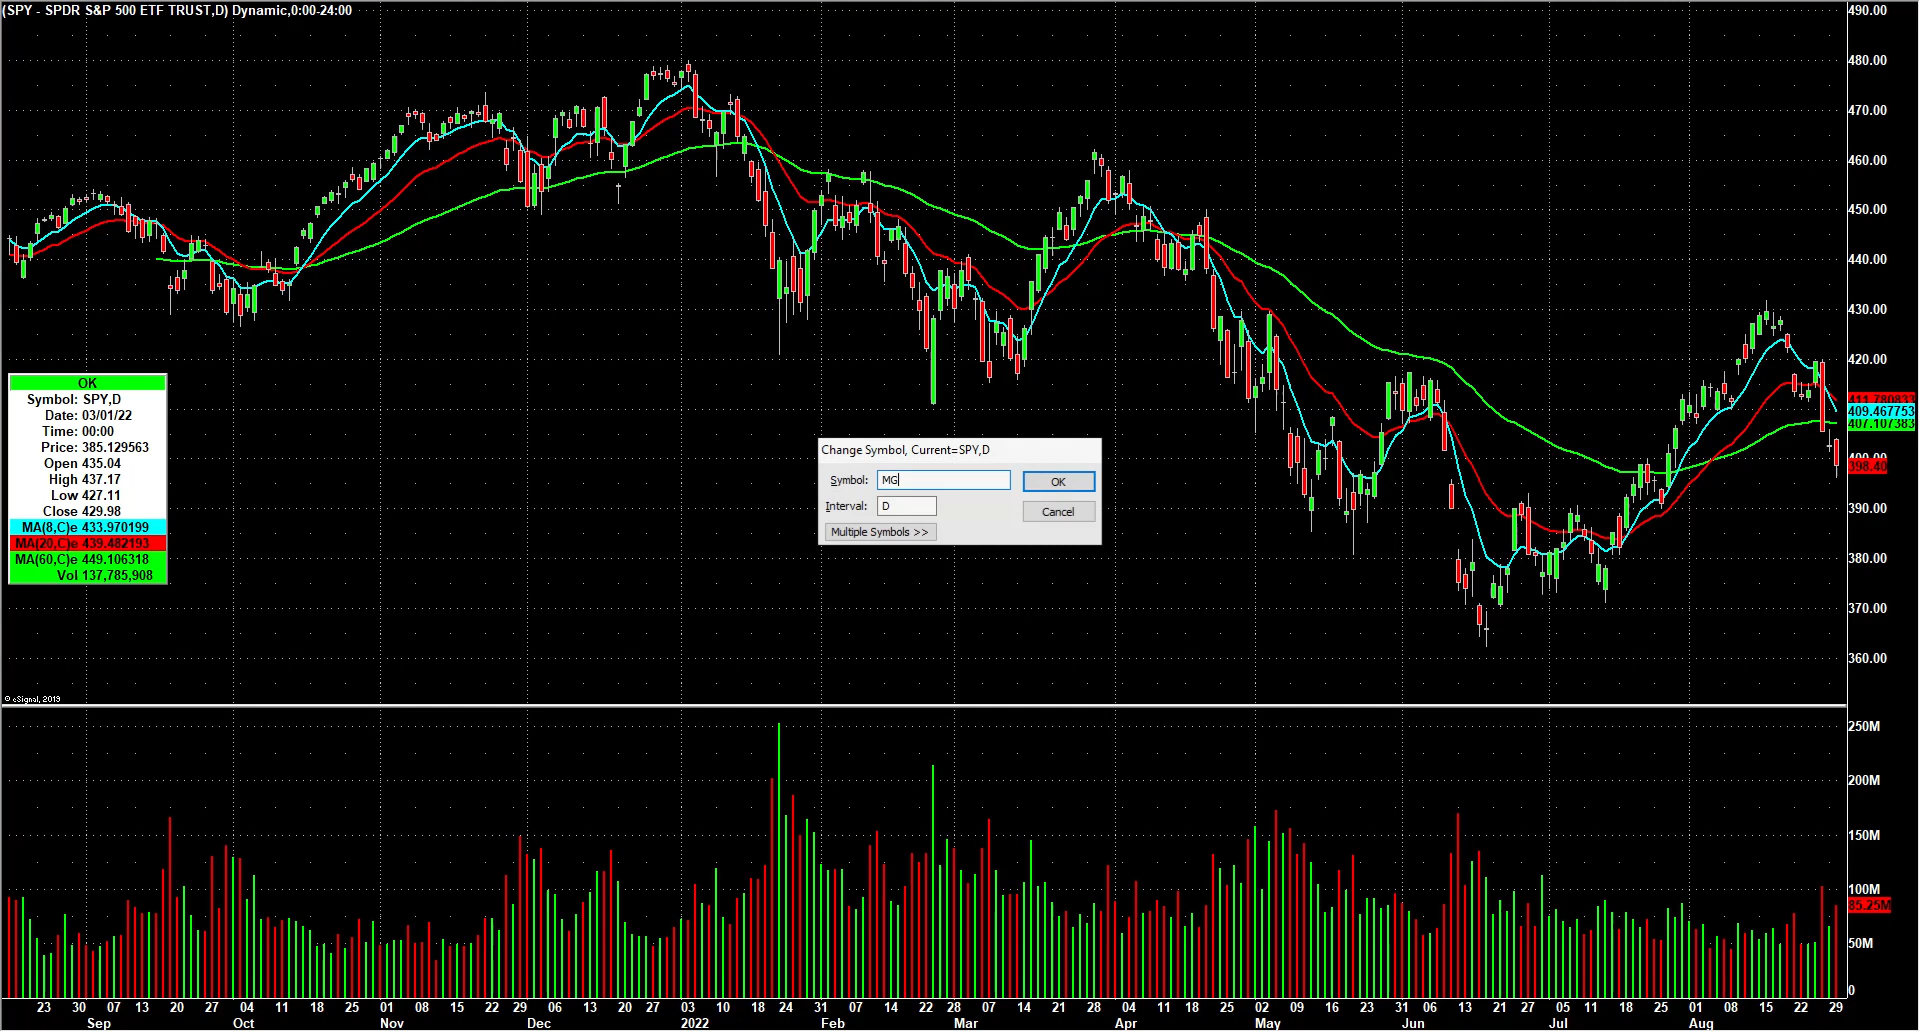 (SPY - SPDR S&P 500 ETF TRUST,D) Dynamic,0:00-24:00
490.00
480.00
470.00
460.00
450.00
440.00
430.00
420.00
411.780833
409.467753
407.107383
400.00
398.40
390.00
380.00
370.00
360.00
OK
Symbol: SPY,D
Date: 03/01/22
Time: 00:00
Price: 385.129563
Open 435.04
High 437.17
Low 427.11
Close 429.98
MA(8,C)e 433.970199
MA(20,C)e 439.482193
MA(60,C)e 449.106318
Vol 137,785,908
Change Symbol, Current=SPY,D
Symbol: MG OK
Interval: D Cancel
Multiple Symbols >>
© eSignal, 2019
250M
200M
150M
100M
85.25M
50M
0
23 30 07 13 20 27 04 11 18 25 01 08 15 22 29 06 13 20 27 03 10 18 24 31 07 14 22 28 07 14 21 28 04 11 18 25 02 09 16 23 31 06 13 21 27 05 11 18 25 01 08 15 22 29
Sep Oct Nov Dec 2022 Feb Mar Apr May Jun Jul Aug